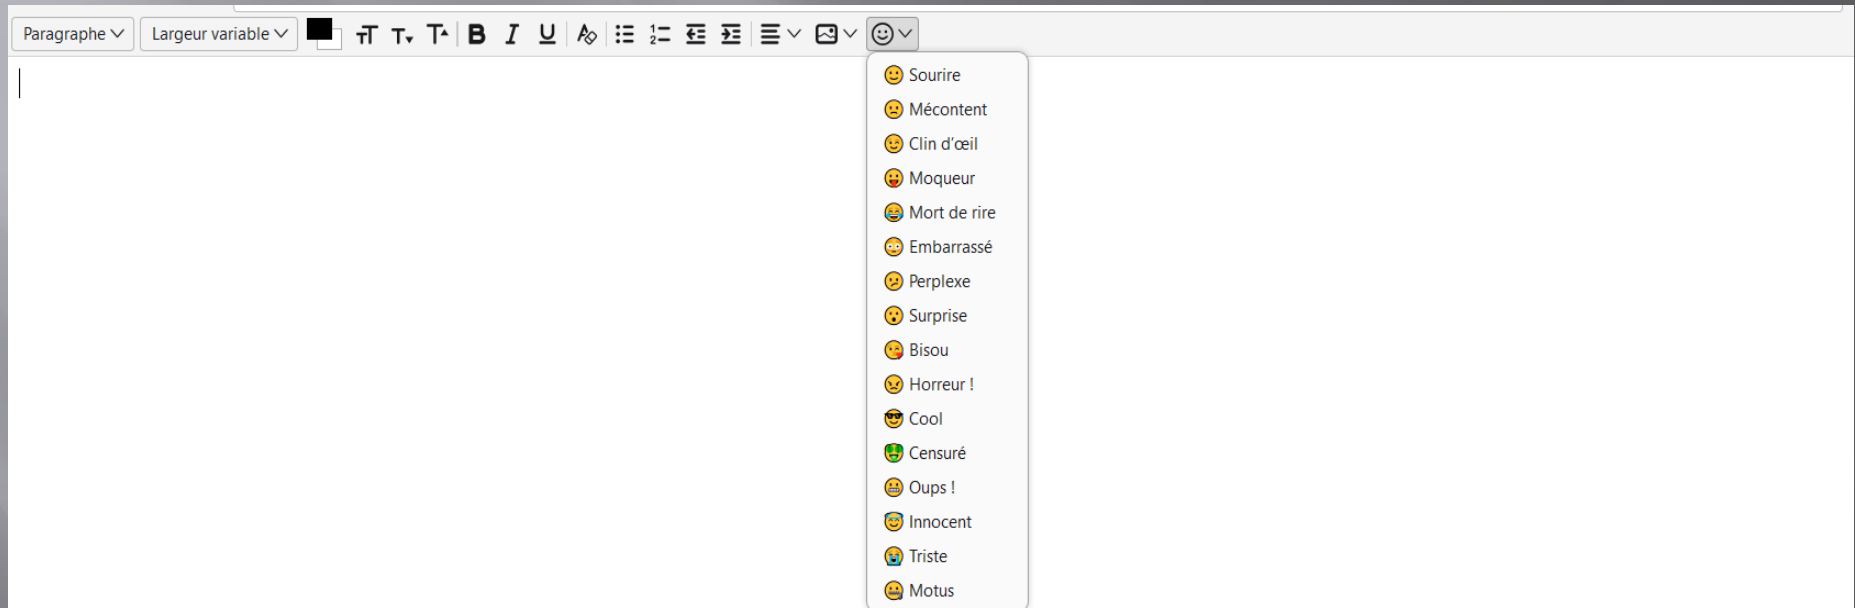 Paragraphe Largeur variable B I U
Sourire
Mécontent
Clin d’œil
Moqueur
Mort de rire
Embarrassé
Perplexe
Surprise
Bisou
Horreur !
Cool
Censuré
Oups !
Innocent
Triste
Motus